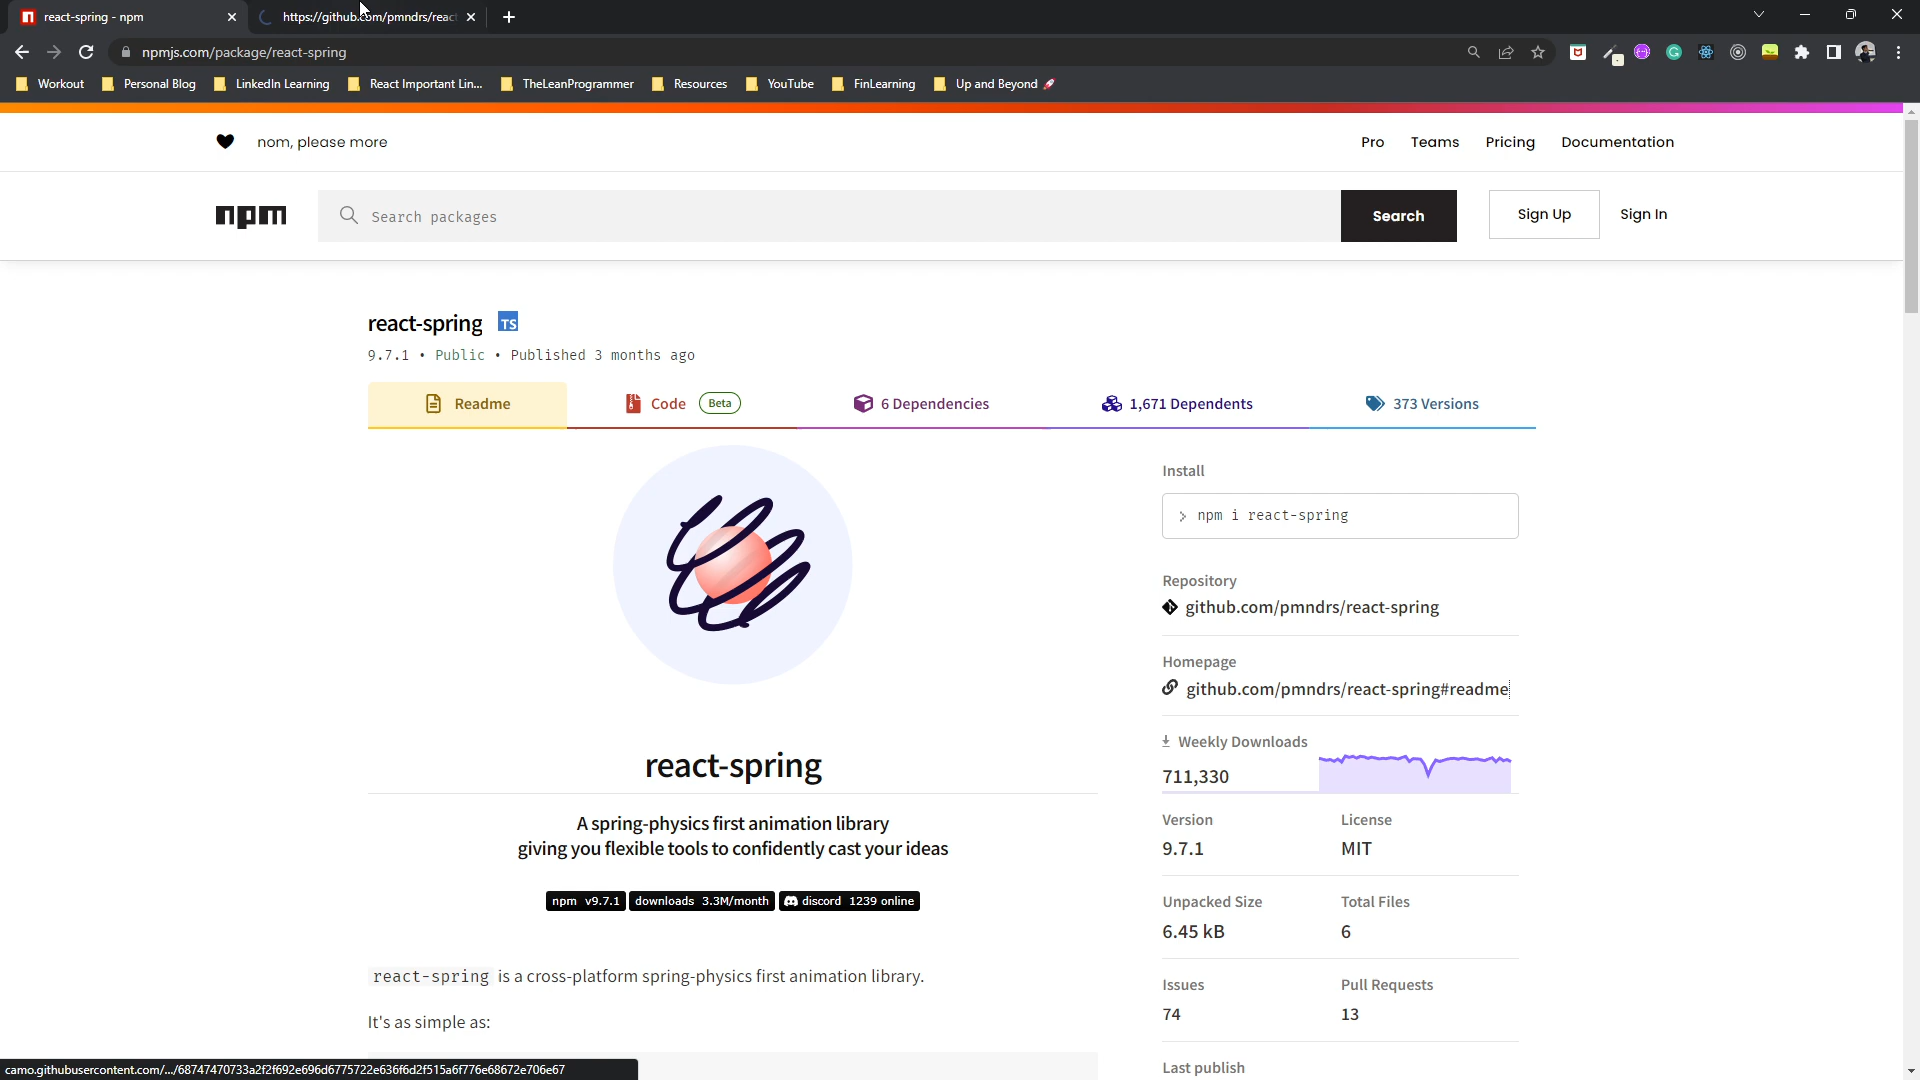 react-spring - npm
https://github.com/pmndrs/reac
npmjs.com/package/react-spring
Workout
Personal Blog
LinkedIn Learning
React Important Lin...
TheLeanProgrammer
Resources
YouTube
FinLearning
Up and Beyond 🚀
nom, please more
Pro
Teams
Pricing
Documentation
npm
Search packages
Search
Sign Up
Sign In
react-spring TS
9.7.1 • Public • Published 3 months ago
Readme
Code Beta
6 Dependencies
1,671 Dependents
373 Versions
Install
> npm i react-spring
Repository
github.com/pmndrs/react-spring
Homepage
github.com/pmndrs/react-spring#readme
Weekly Downloads
711,330
Version
License
9.7.1
MIT
Unpacked Size
Total Files
6.45 kB
6
Issues
Pull Requests
74
13
Last publish
react-spring
A spring-physics first animation library
giving you flexible tools to confidently cast your ideas
npm v9.7.1
downloads 3.3M/month
discord 1239 online
react-spring is a cross-platform spring-physics first animation library.
It's as simple as: